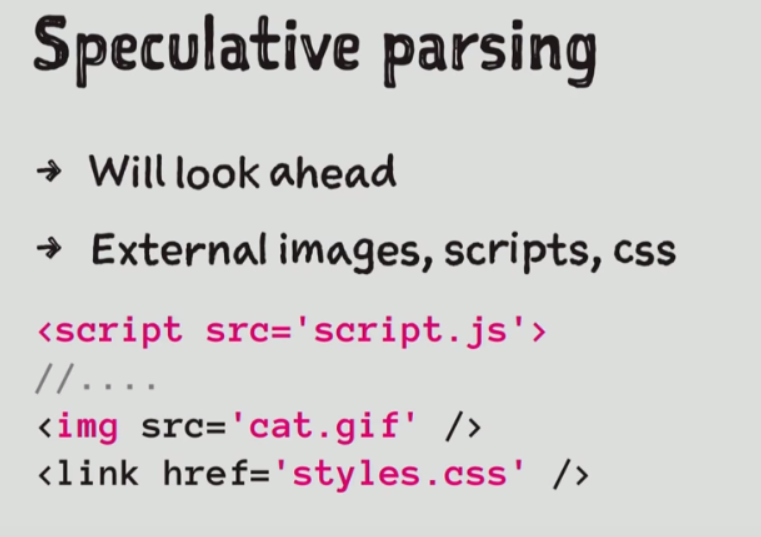 Speculative parsing
→ Will look ahead
→ External images, scripts, css
<script src='script.js'>
//....
<img src='cat.gif' />
<link href='styles.css' />